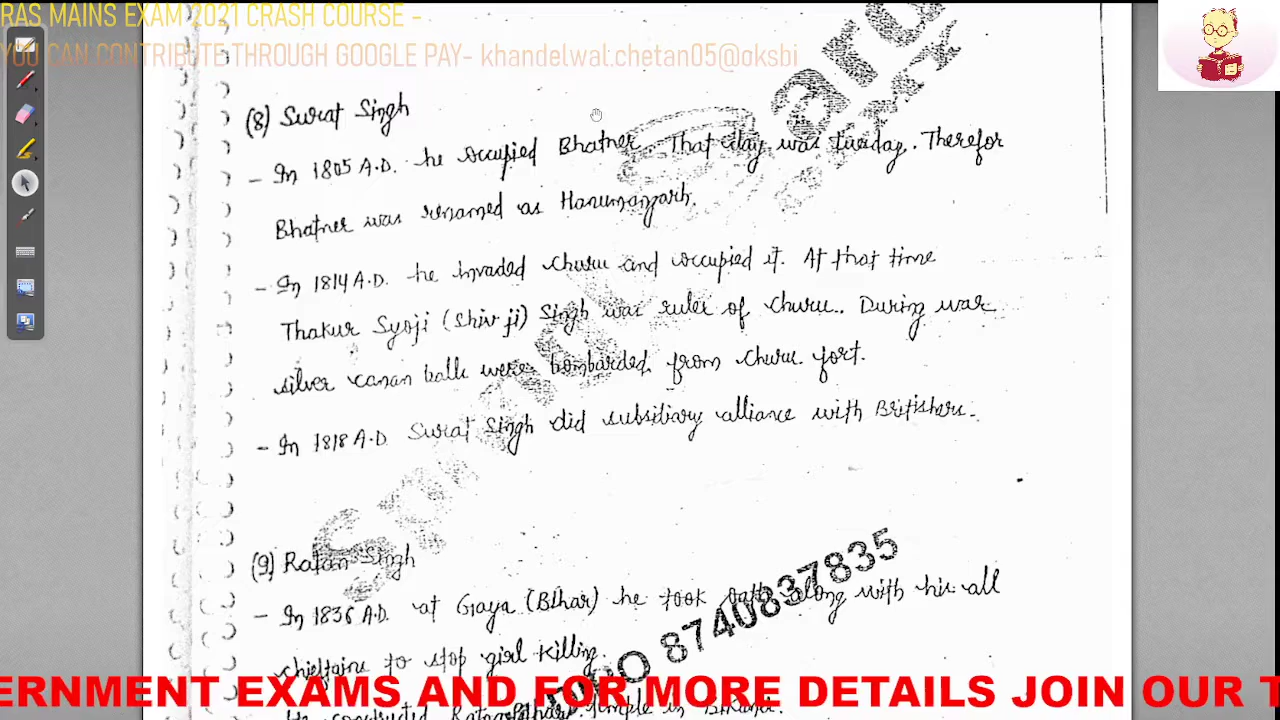 RAS MAINS EXAM 2021 CRASH COURSE -
YOU CAN CONTRIBUTE THROUGH GOOGLE PAY- khandelwal.chetan05@oksbi
(8) Surat Singh
- In 1805 A.D. he occupied Bhatner. That day was tuesday. Therefor
Bhatner was renamed as Hanumangarh.
- In 1814 A.D. he invaded churu and occupied it. At that time
Thakur Syoji (Shiv ji) Singh was ruler of churu. During war
silver canan balls were bombarded from churu fort.
- In 1818 A.D. Surat Singh did subsidiary alliance with Britishers.
(9) Ratan Singh
- In 1836 A.D. at Gaya (Bihar) he took oath along with his all
chieftains to stop girl killing.
8740837835
ERNMENT EXAMS AND FOR MORE DETAILS JOIN OUR T